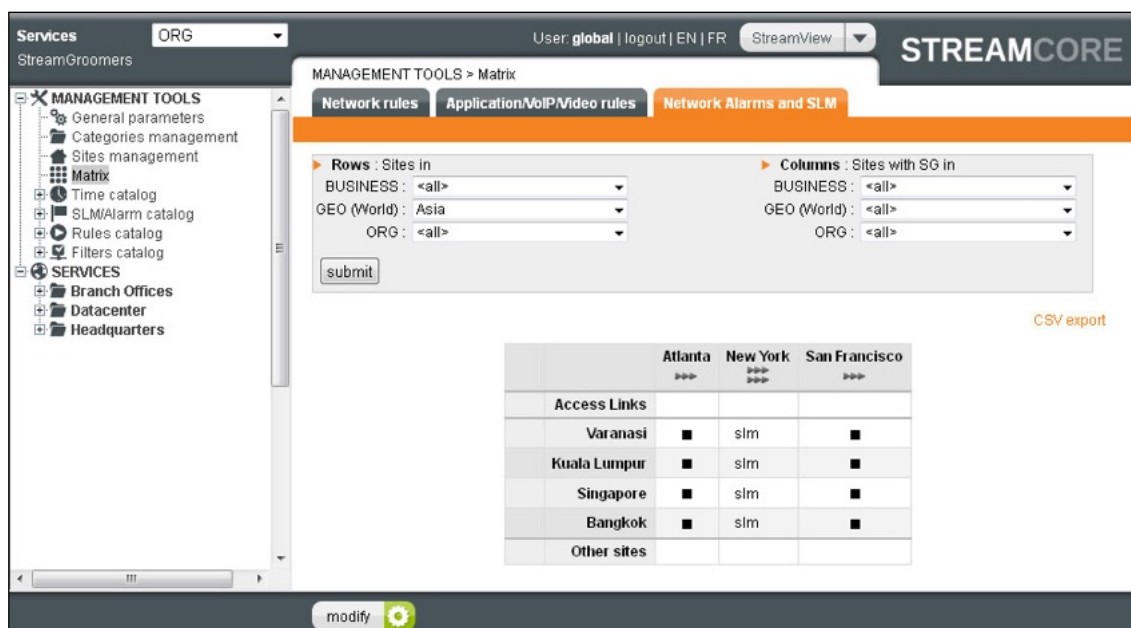 Services ORG
StreamGroomers
User: global | logout | EN | FR StreamView
STREAMCORE
MANAGEMENT TOOLS > Matrix
Network rules Application/VoIP/Video rules Network Alarms and SLM
MANAGEMENT TOOLS
General parameters
Categories management
Sites management
Matrix
Time catalog
SLM/Alarm catalog
Rules catalog
Filters catalog
SERVICES
Branch Offices
Datacenter
Headquarters
Rows : Sites in
BUSINESS : <all>
GEO (World) : Asia
ORG : <all>
submit
Columns : Sites with SG in
BUSINESS : <all>
GEO (World) : <all>
ORG : <all>
CSV export
Atlanta New York San Francisco
Access Links
Varanasi slm
Kuala Lumpur slm
Singapore slm
Bangkok slm
Other sites
modify